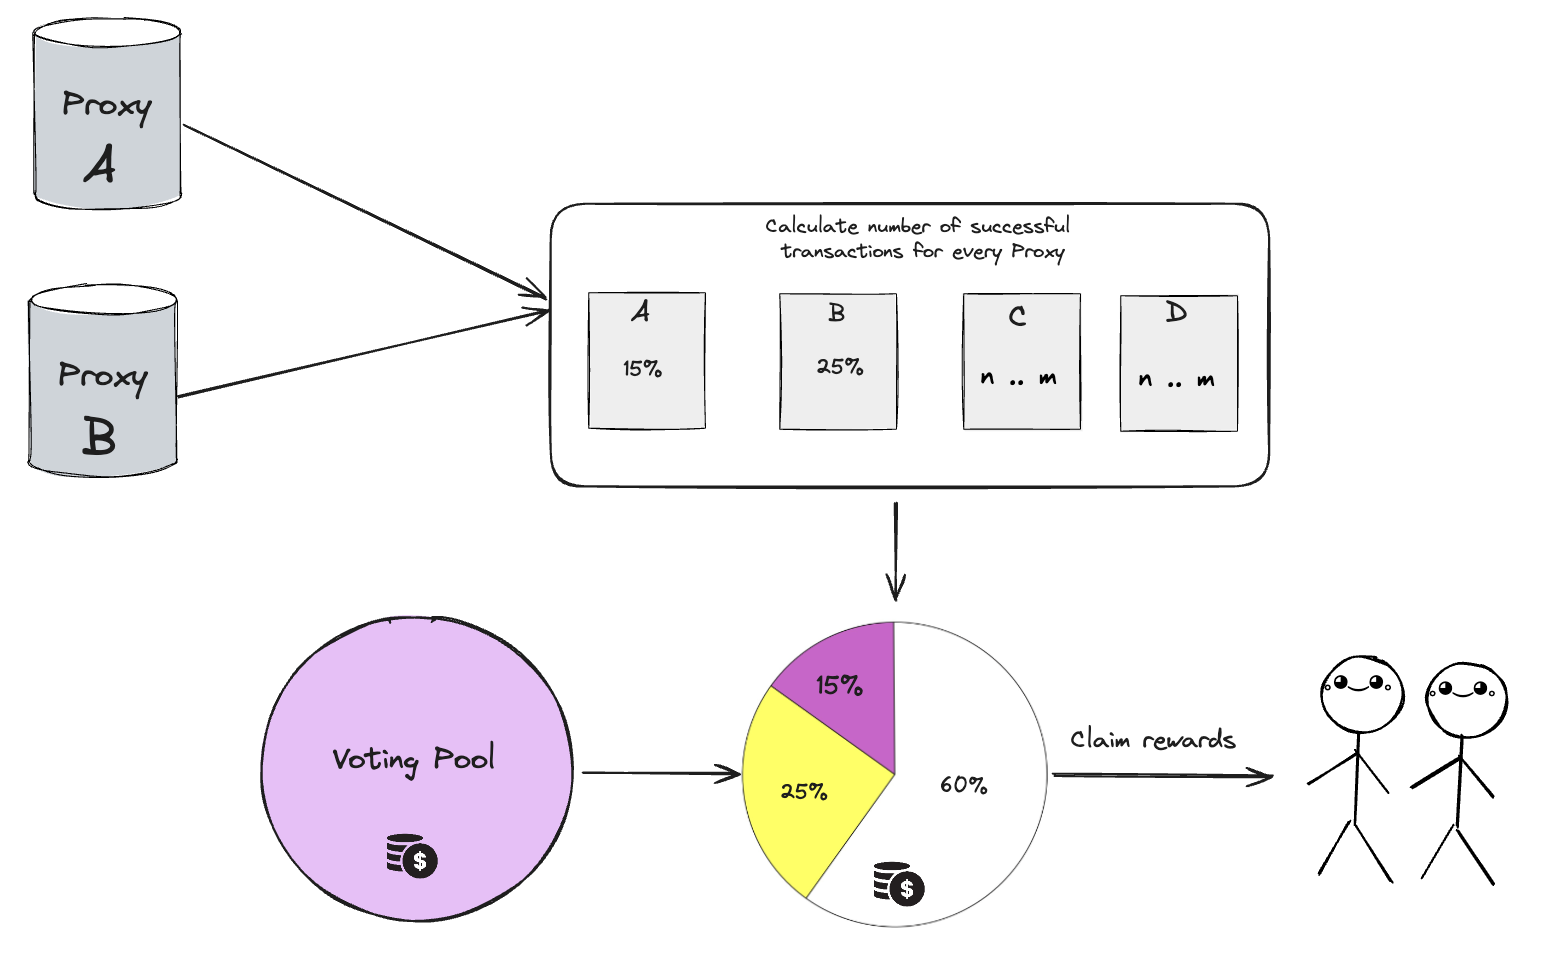 Proxy
A
Proxy
B
Calculate number of successful
transactions for every Proxy
A
15%
B
25%
C
n .. m
D
n .. m
Voting Pool
$
15%
25%
60%
$
Claim rewards